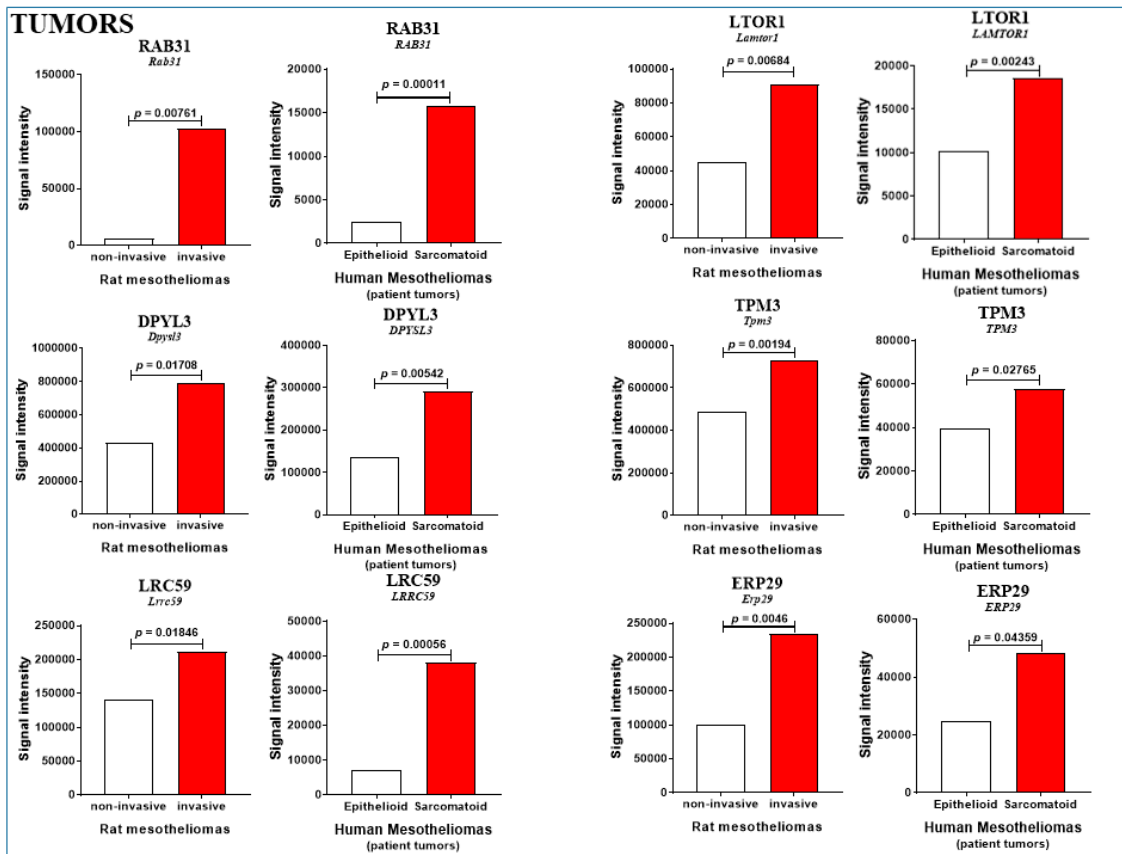 TUMORS
RAB31
Rab31
150000
100000
50000
0
Signal intensity
p = 0.00761
non-invasive invasive
Rat mesotheliomas
RAB31
RAB31
20000
15000
10000
5000
0
Signal intensity
p = 0.00011
Epithelioid Sarcomatoid
Human Mesotheliomas
(patient tumors)
LTOR1
Lamtor1
100000
80000
60000
40000
20000
0
Signal intensity
p = 0.00684
non-invasive invasive
Rat mesotheliomas
LTOR1
LAMTOR1
20000
15000
10000
5000
0
Signal intensity
p = 0.00243
Epithelioid Sarcomatoid
Human Mesotheliomas
(patient tumors)
DPYL3
Dpysl3
1000000
800000
600000
400000
200000
0
Signal intensity
p = 0.01708
non-invasive invasive
Rat mesotheliomas
DPYL3
DPYSL3
400000
300000
200000
100000
0
Signal intensity
p = 0.00542
Epithelioid Sarcomatoid
Human Mesotheliomas
(patient tumors)
TPM3
Tpm3
800000
600000
400000
200000
0
Signal intensity
p = 0.00194
non-invasive invasive
Rat mesotheliomas
TPM3
TPM3
80000
60000
40000
20000
0
Signal intensity
p = 0.02765
Epithelioid Sarcomatoid
Human Mesotheliomas
(patient tumors)
LRC59
Lrrc59
250000
200000
150000
100000
50000
0
Signal intensity
p = 0.01846
non-invasive invasive
Rat mesotheliomas
LRC59
LRRC59
50000
40000
30000
20000
10000
0
Signal intensity
p = 0.00056
Epithelioid Sarcomatoid
Human Mesotheliomas
(patient tumors)
ERP29
Erp29
250000
200000
150000
100000
50000
0
Signal intensity
p = 0.0046
non-invasive invasive
Rat mesotheliomas
ERP29
ERP29
60000
40000
20000
0
Signal intensity
p = 0.04359
Epithelioid Sarcomatoid
Human Mesotheliomas
(patient tumors)